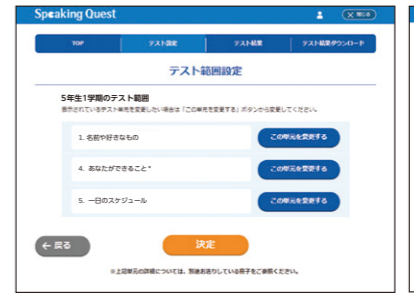 Speaking Quest
× 閉じる
TOP
テスト設定
テスト結果
テスト結果ダウンロード
テスト範囲設定
5年生1学期のテスト範囲
表示されているテスト単元を変更したい場合は「この単元を変更する」ボタンから変更してください。
1. 名前や好きなもの
この単元を変更する
4. あなたができること*
この単元を変更する
5. 一日のスケジュール
この単元を変更する
← 戻る
決定
※上記単元の詳細については、別途お送りしている冊子をご参照ください。